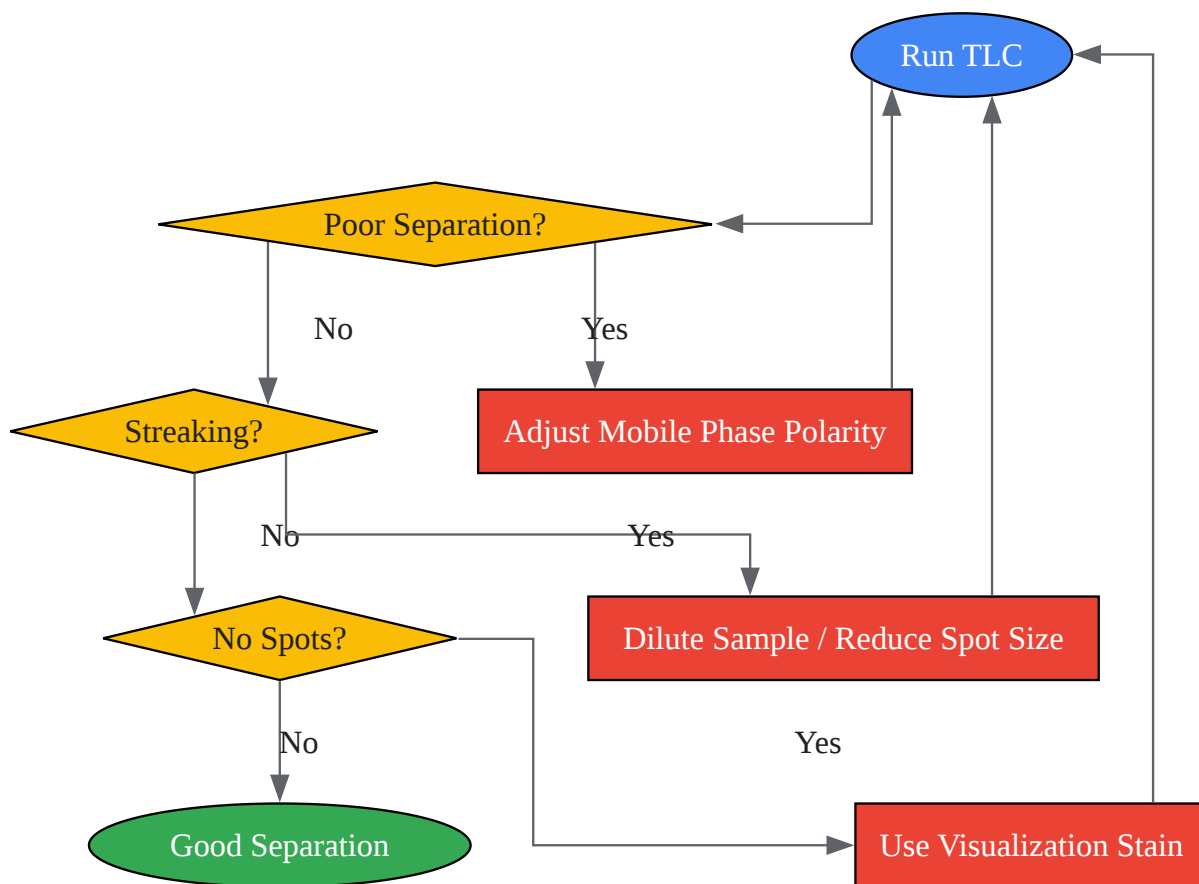 Run TLC
Poor Separation?
No
Yes
Streaking?
Adjust Mobile Phase Polarity
No
Yes
No Spots?
Dilute Sample / Reduce Spot Size
No
Yes
Good Separation
Use Visualization Stain